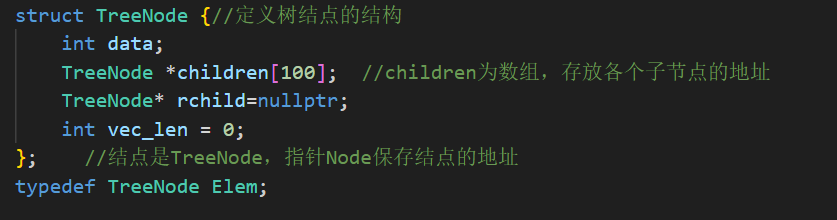 struct TreeNode {//定义树结点的结构
    int data;
    TreeNode *children[100];  //children为数组，存放各个子节点的地址
    TreeNode* rchild=nullptr;
    int vec_len = 0;
};    //结点是TreeNode，指针Node保存结点的地址
typedef TreeNode Elem;